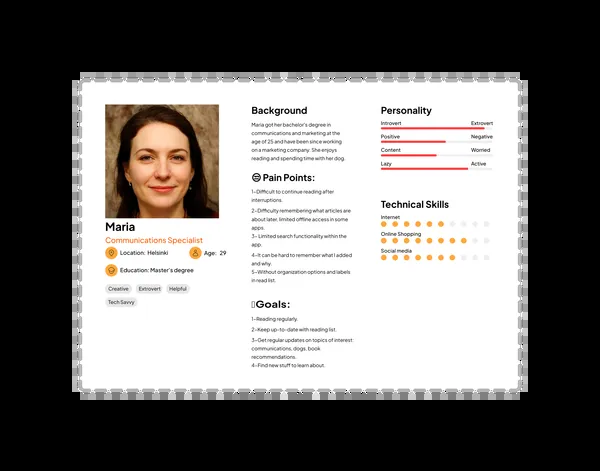 Maria
Communications Specialist
Location: Helsinki
Age: 29
Education: Master's degree
Creative
Extrovert
Helpful
Tech Savvy
Background
Maria got her bachelor's degree in
communications and marketing at the
age of 25 and have been since working
on a marketing company. She enjoys
reading and spending time with her dog.
Pain Points:
1-Difficult to continue reading after
interruptions.
2-Difficulty remembering what articles are
about later. limited offline access in some
apps.
3- Limited search functionality within the
app.
4-It can be hard to remember what I added
and why.
5-Without organization options and labels
in read list.
Goals:
1-Reading regularly.
2-Keep up-to-date with reading list.
3-Get regular updates on topics of interest:
communications, dogs, book
recommendations.
4-Find new stuff to learn about.
Personality
Introvert
Extrovert
Positive
Negative
Content
Worried
Lazy
Active
Technical Skills
Internet
Online Shopping
Social media